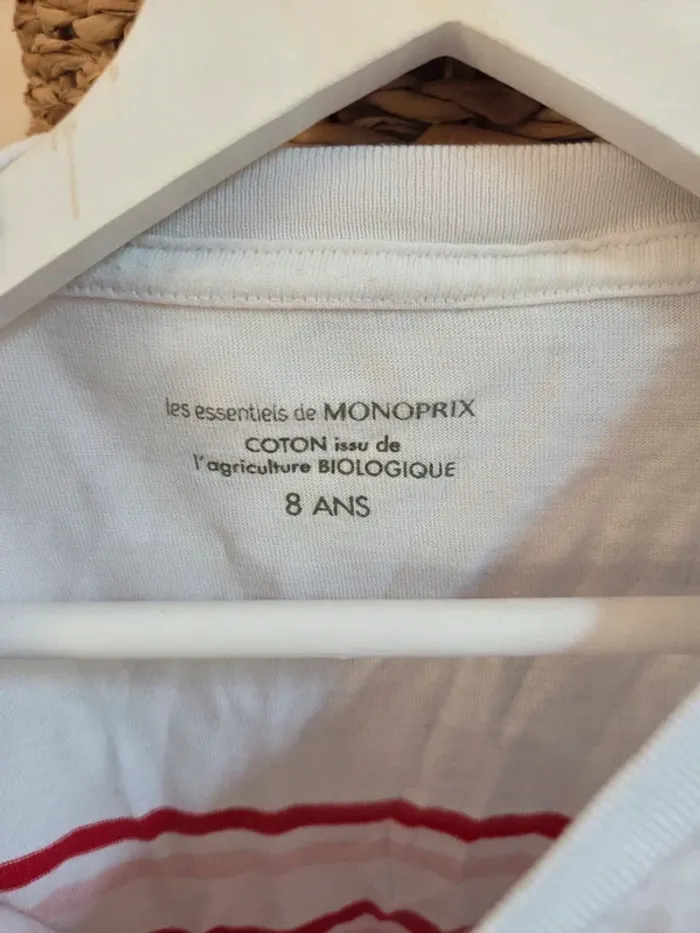 les essentiels de MONOPRIX
COTON issu de
l'agriculture BIOLOGIQUE
8 ANS